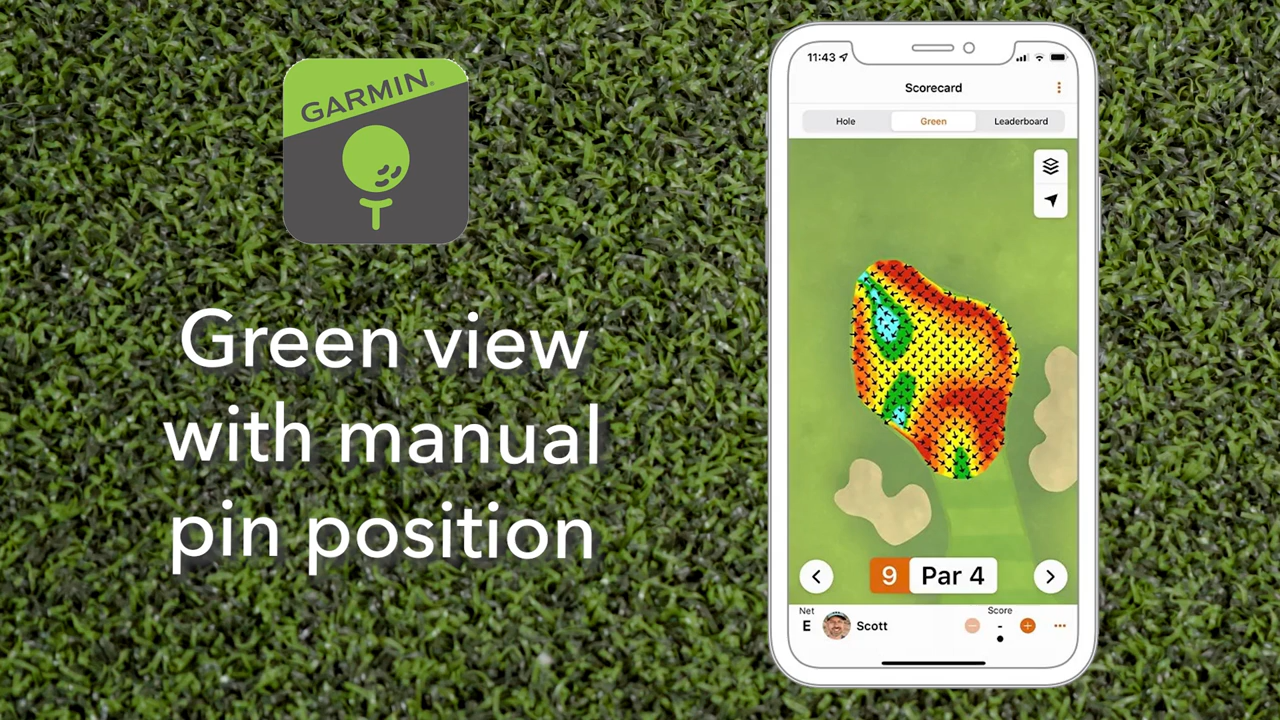 GARMIN
Green view
with manual
pin position
11:43
Scorecard
Hole Green Leaderboard
9 Par 4
Net Score
E Scott -